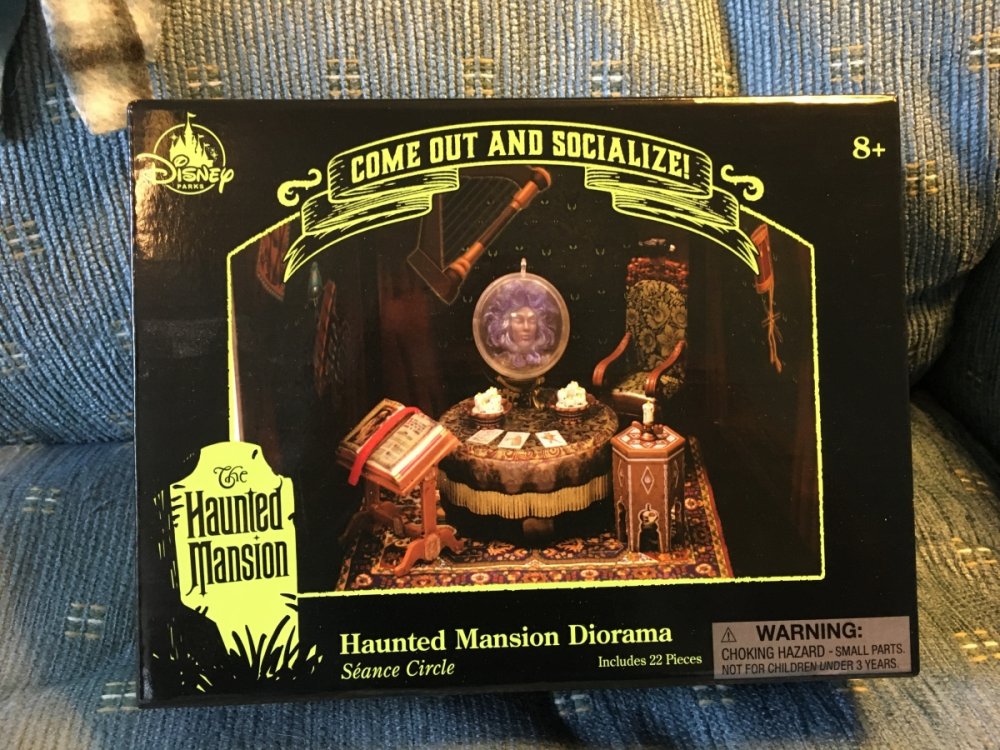 Disney
PARKS
COME OUT AND SOCIALIZE!
8+
The
Haunted
Mansion
Haunted Mansion Diorama
Séance Circle
Includes 22 Pieces
WARNING:
CHOKING HAZARD - SMALL PARTS.
NOT FOR CHILDREN UNDER 3 YEARS.